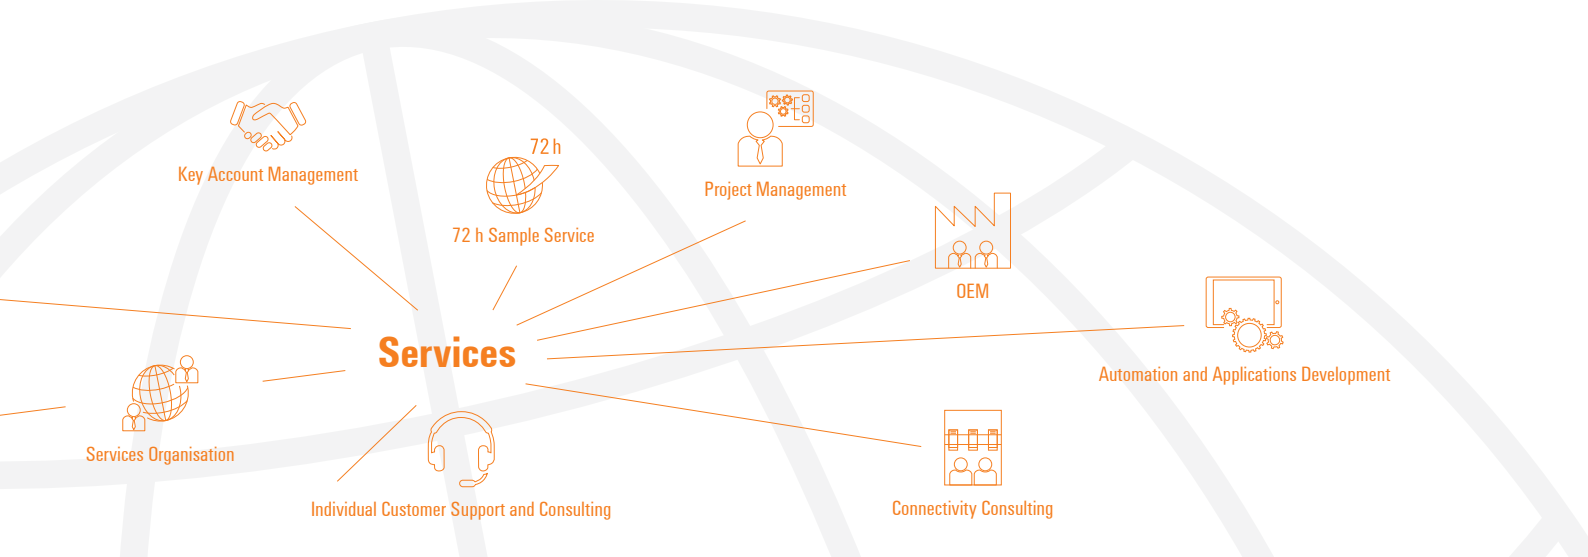 72 h
Key Account Management
Project Management
72 h Sample Service
OEM
Services
Automation and Applications Development
Services Organisation
Individual Customer Support and Consulting
Connectivity Consulting